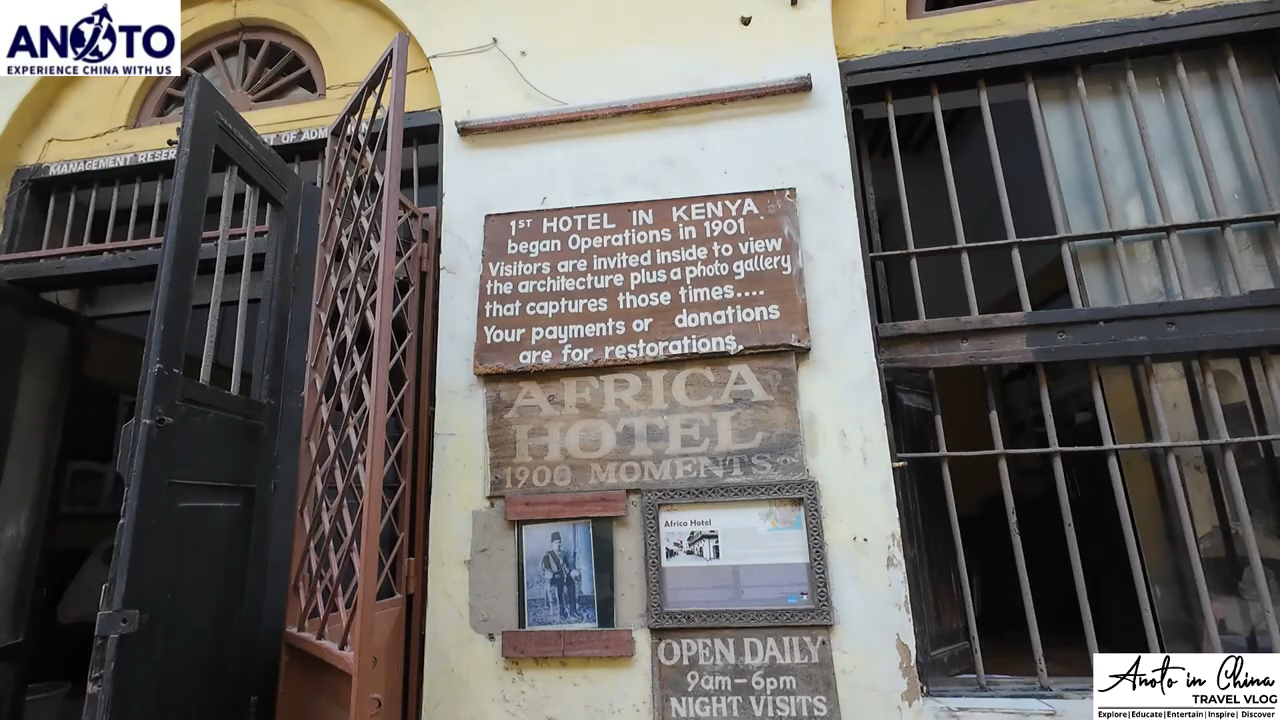 ANOTO
EXPERIENCE CHINA WITH US
MANAGEMENT RESER
T OF ADM
1ST HOTEL IN KENYA
began Operations in 1901
Visitors are invited inside to view
the architecture plus a photo gallery
that captures those times....
Your payments or donations
are for restorations.
AFRICA
HOTEL
1900 MOMENTS
Africa Hotel
OPEN DAILY
9am-6pm
NIGHT VISITS
Anoto in China
TRAVEL VLOG
Explore|Educate|Entertain|Inspire| Discover